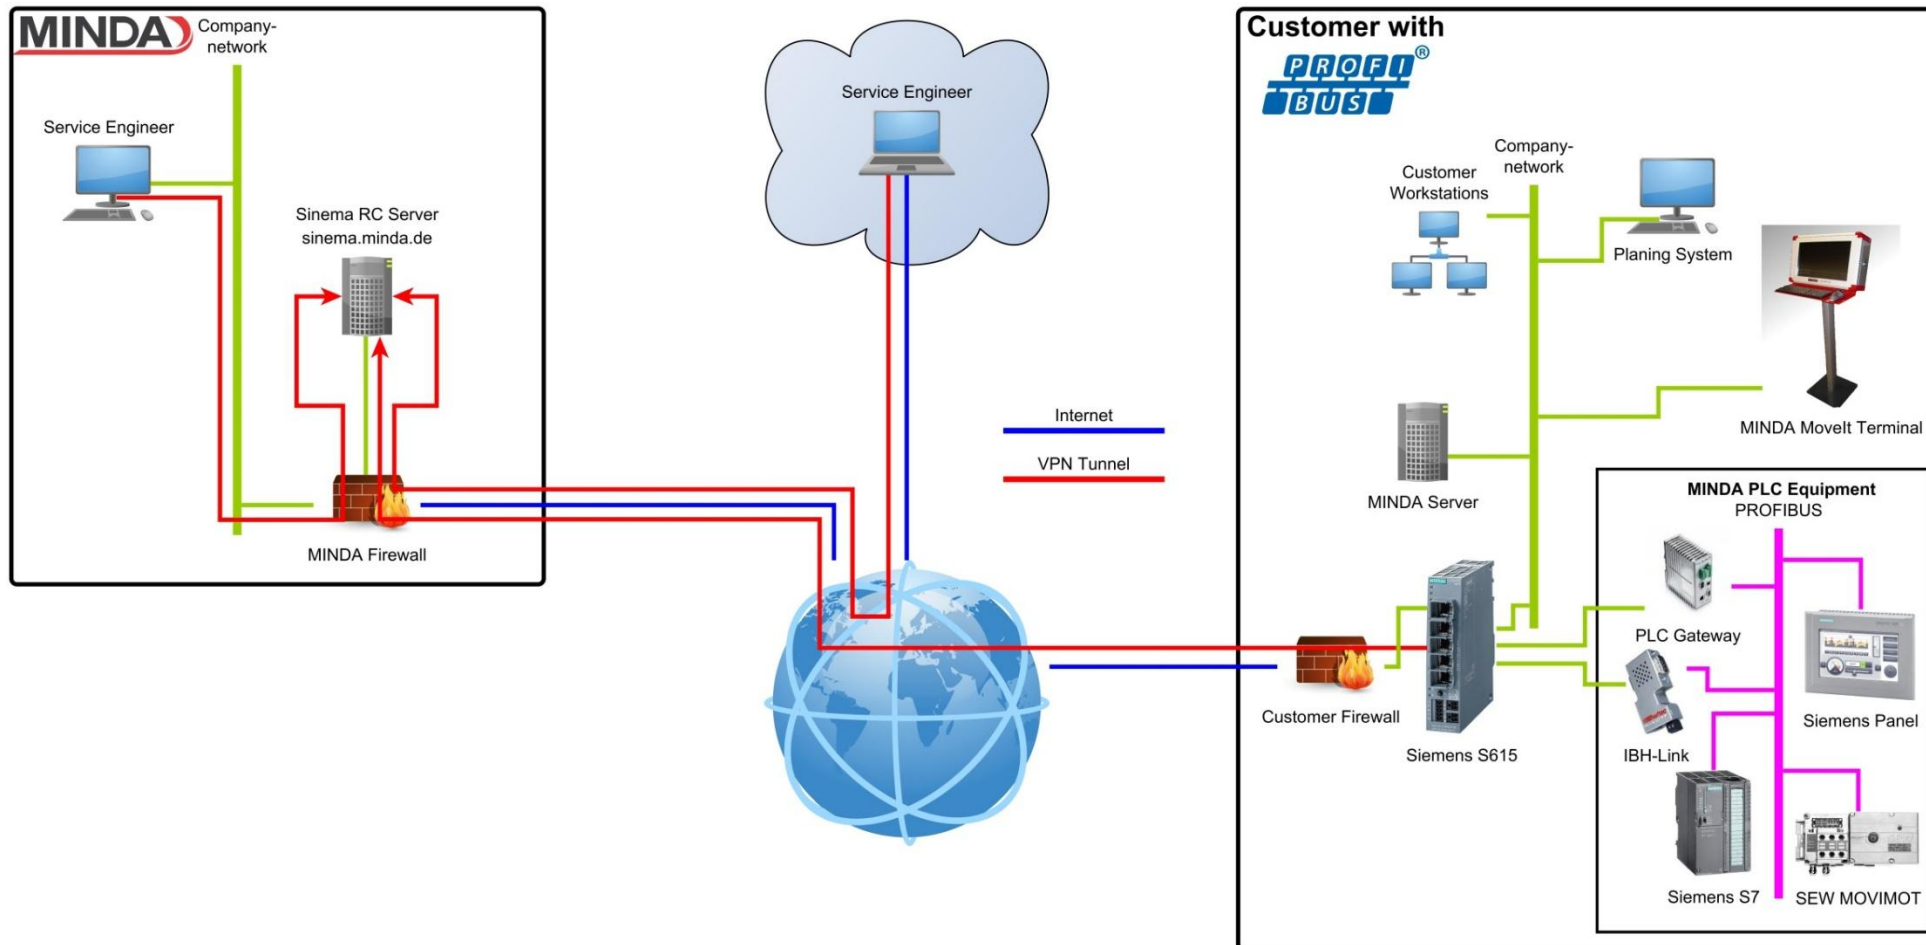 MINDA
Company-
network
Service Engineer
Sinema RC Server
sinema.minda.de
MINDA Firewall
Service Engineer
Internet
VPN Tunnel
Customer with
PROFI®
BUS
Company-
network
Customer
Workstations
Planing System
MINDA MoveIt Terminal
MINDA Server
MINDA PLC Equipment
PROFIBUS
PLC Gateway
Siemens Panel
Customer Firewall
Siemens S615
IBH-Link
Siemens S7
SEW MOVIMOT